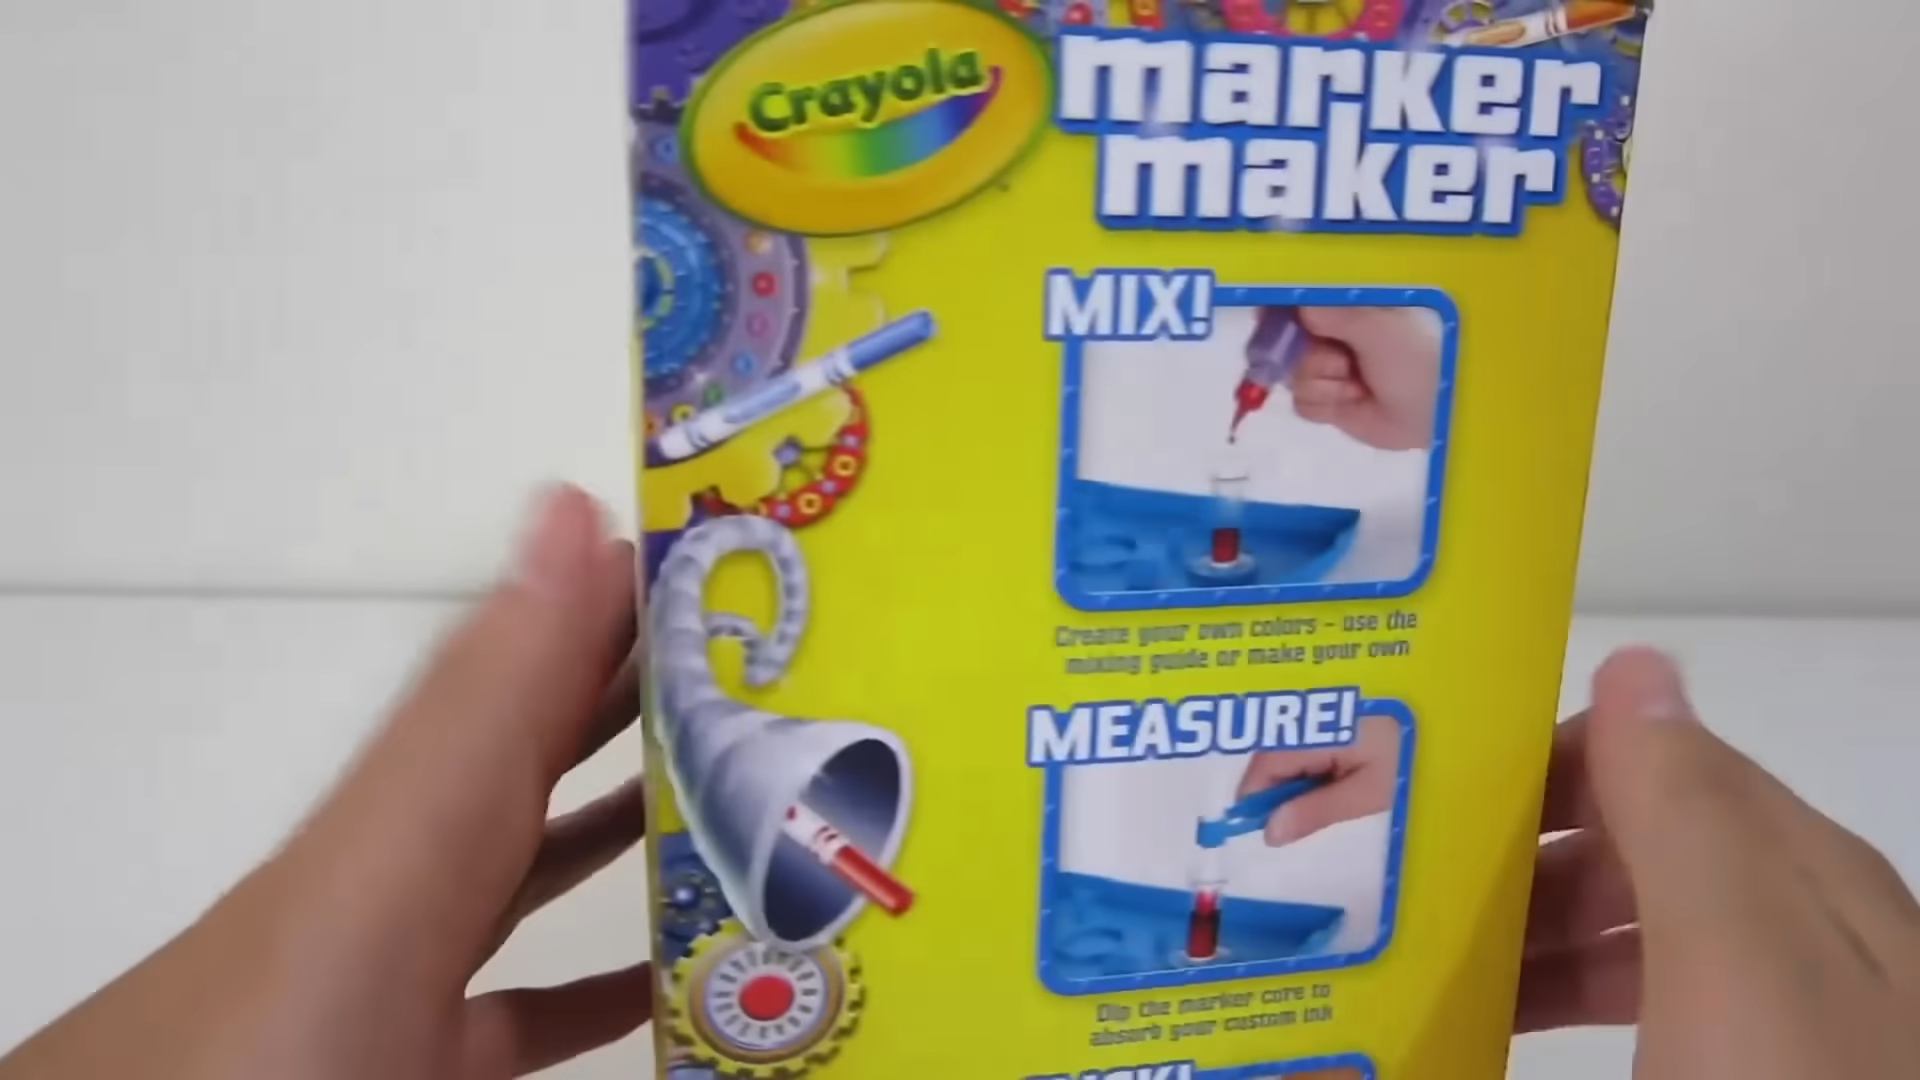 Crayola
marker
maker
MIX!
Create your own colors - use the
mixing guide or make your own
MEASURE!
Dip the marker core to
absorb your custom ink